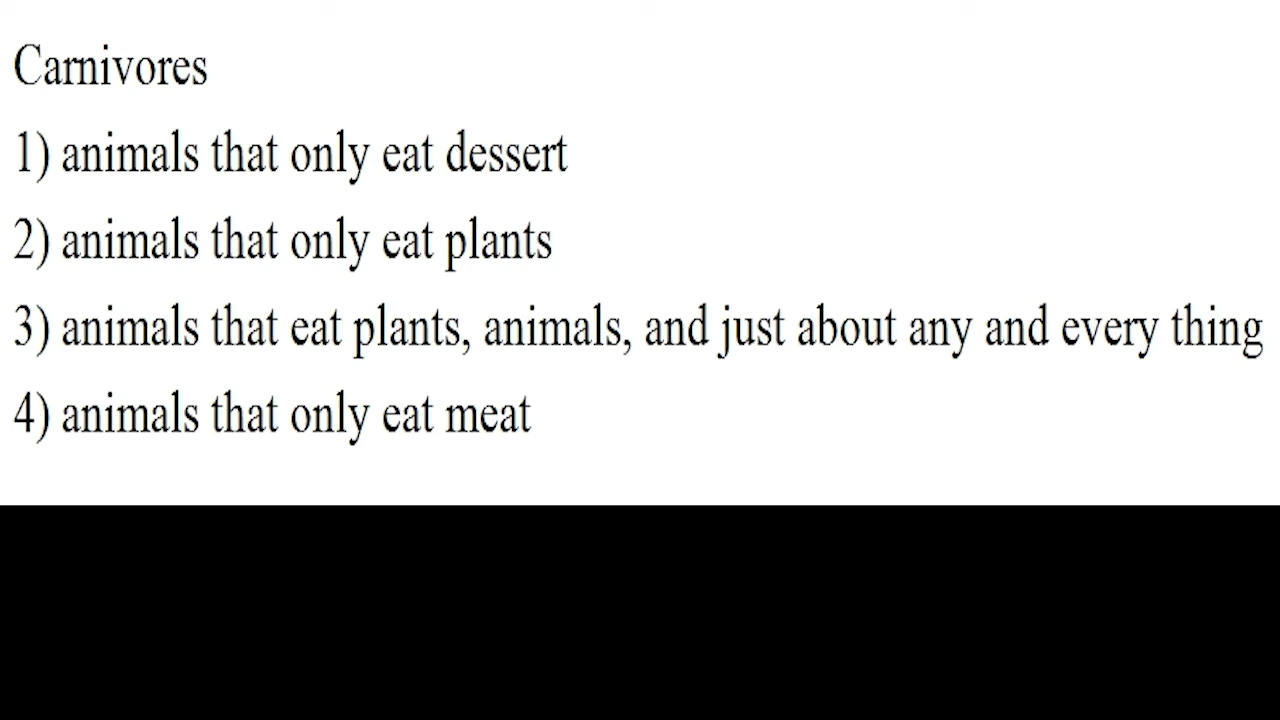 Carnivores
1) animals that only eat dessert
2) animals that only eat plants
3) animals that eat plants, animals, and just about any and every thing
4) animals that only eat meat